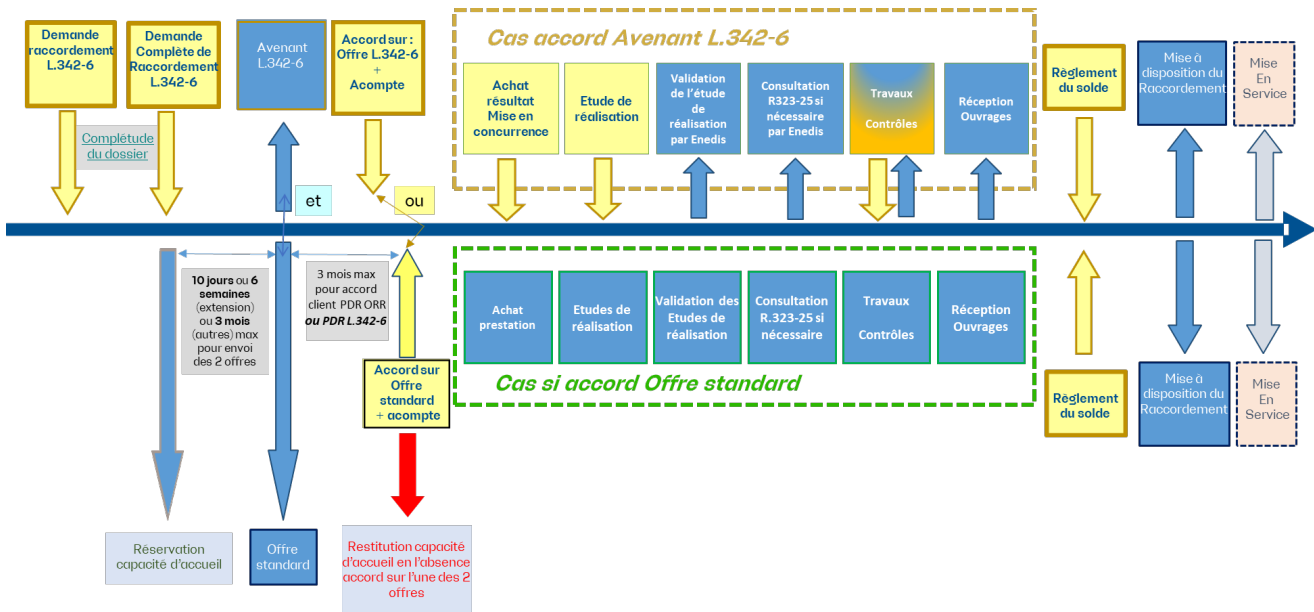 Demande
raccordement
L.342-6
Demande
Complète de
Raccordement
L.342-6
Avenant
L.342-6
Accord sur :
Offre L.342-6
+
Acompte
Complétude
du dossier
et
ou
Cas accord Avenant L.342-6
Achat
résultat
Mise en
concurrence
Etude de
réalisation
Validation
de l'étude
de
réalisation
par Enedis
Consultation
R323-25 si
nécessaire
par Enedis
Travaux
Contrôles
Réception
Ouvrages
Règlement
du solde
Mise à
disposition du
Raccordement
Mise
En
Service
10 jours ou 6
semaines
(extension)
ou 3 mois
(autres) max
pour envoi
des 2 offres
3 mois max
pour accord
client PDR ORR
ou PDR L.342-6
Accord sur
Offre
standard
+ acompte
Achat
prestation
Etudes de
réalisation
Validation des
Etudes de
réalisation
Consultation
R.323-25 si
nécessaire
Travaux
Contrôles
Réception
Ouvrages
Cas si accord Offre standard
Règlement
du solde
Mise à
disposition du
Raccordement
Mise
En
Service
Réservation
capacité d'accueil
Offre
standard
Restitution capacité
d'accueil en l'absence
accord sur l'une des 2
offres